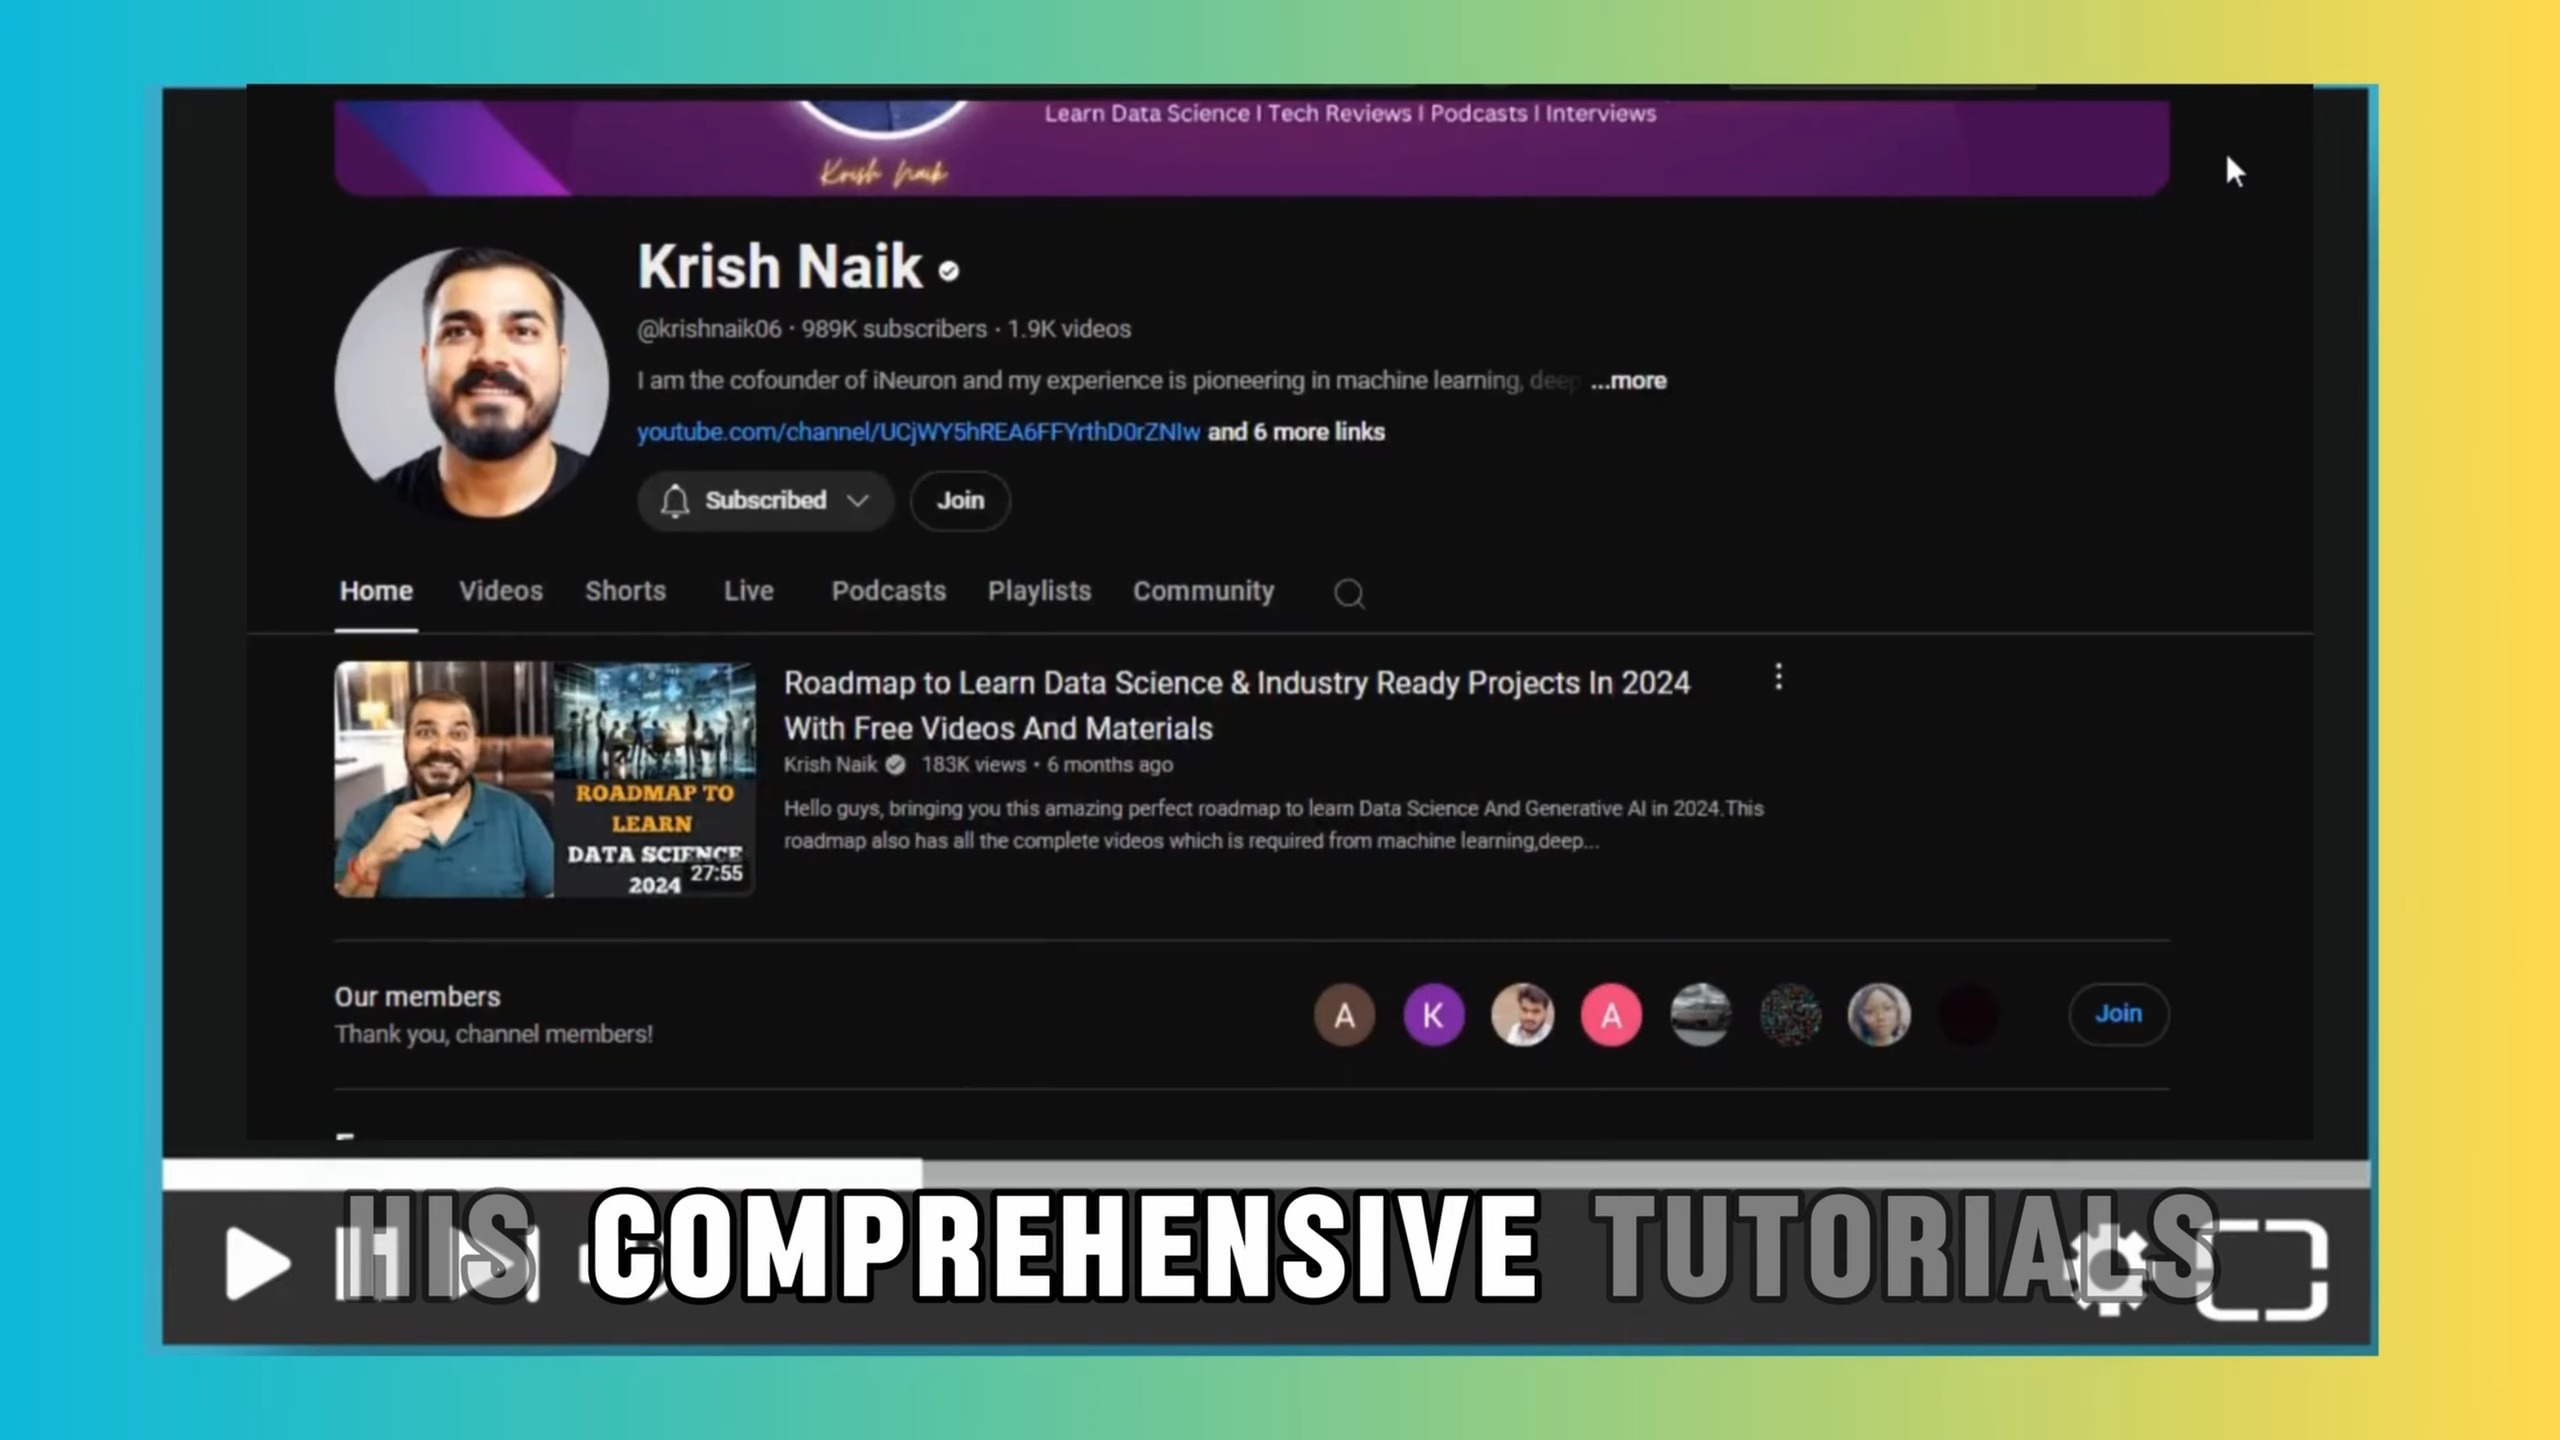 Learn Data Science I Tech Reviews I Podcasts I Interviews
Krish Naik
Krish Naik
@krishnaik06 · 989K subscribers · 1.9K videos
I am the cofounder of iNeuron and my experience is pioneering in machine learning, deep ...more
youtube.com/channel/UCjWY5hREA6FFYrthD0rZNIw and 6 more links
Subscribed
Join
Home Videos Shorts Live Podcasts Playlists Community
ROADMAP TO
LEARN
DATA SCIENCE
2024
27:55
Roadmap to Learn Data Science & Industry Ready Projects In 2024
With Free Videos And Materials
Krish Naik 183K views • 6 months ago
Hello guys, bringing you this amazing perfect roadmap to learn Data Science And Generative AI in 2024.This
roadmap also has all the complete videos which is required from machine learning,deep...
Our members
Thank you, channel members!
A K A
Join
HIS COMPREHENSIVE TUTORIALS